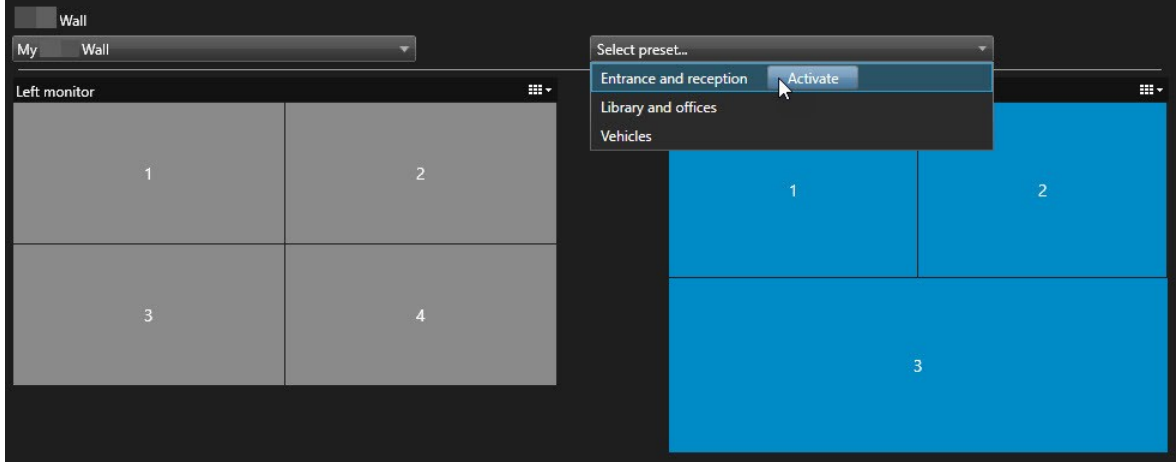 Wall
My Wall
Select preset...
Entrance and reception Activate
Library and offices
Vehicles
Left monitor
1
2
3
4
1
2
3